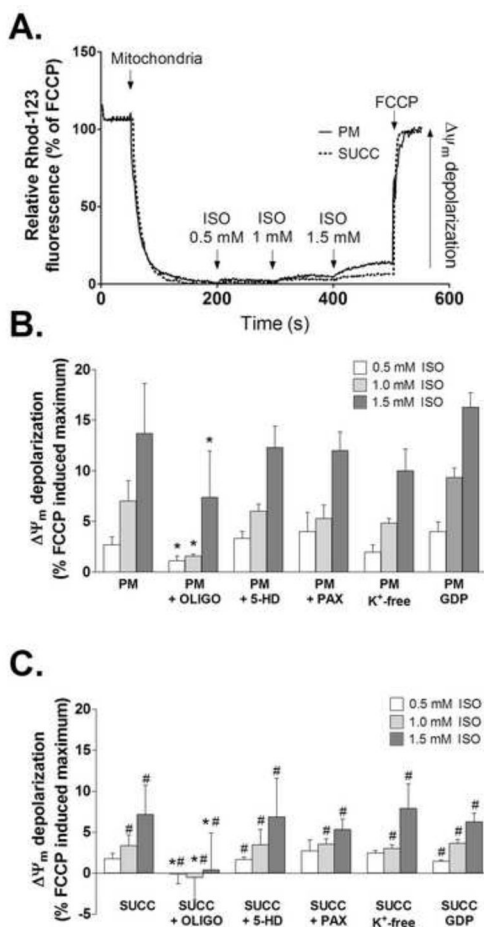 A.
150
100
50
0
Relative Rhod-123
fluorescence (% of FCCP)
Mitochondria
FCCP
PM
SUCC
ISO
0.5 mM
ISO
1 mM
ISO
1.5 mM
ΔΨm
depolarization
0 200 400 600
Time (s)
B.
20
15
10
5
0
ΔΨm depolarization
(% FCCP induced maximum)
0.5 mM ISO
1.0 mM ISO
1.5 mM ISO
* * *
PM PM PM PM PM PM
+ OLIGO + 5-HD + PAX K+-free GDP
C.
20
15
10
5
0
-5
ΔΨm depolarization
(% FCCP induced maximum)
0.5 mM ISO
1.0 mM ISO
1.5 mM ISO
# # *# *# *# # # # # # # # # # #
SUCC SUCC SUCC SUCC SUCC SUCC
+ OLIGO + 5-HD + PAX K+-free GDP